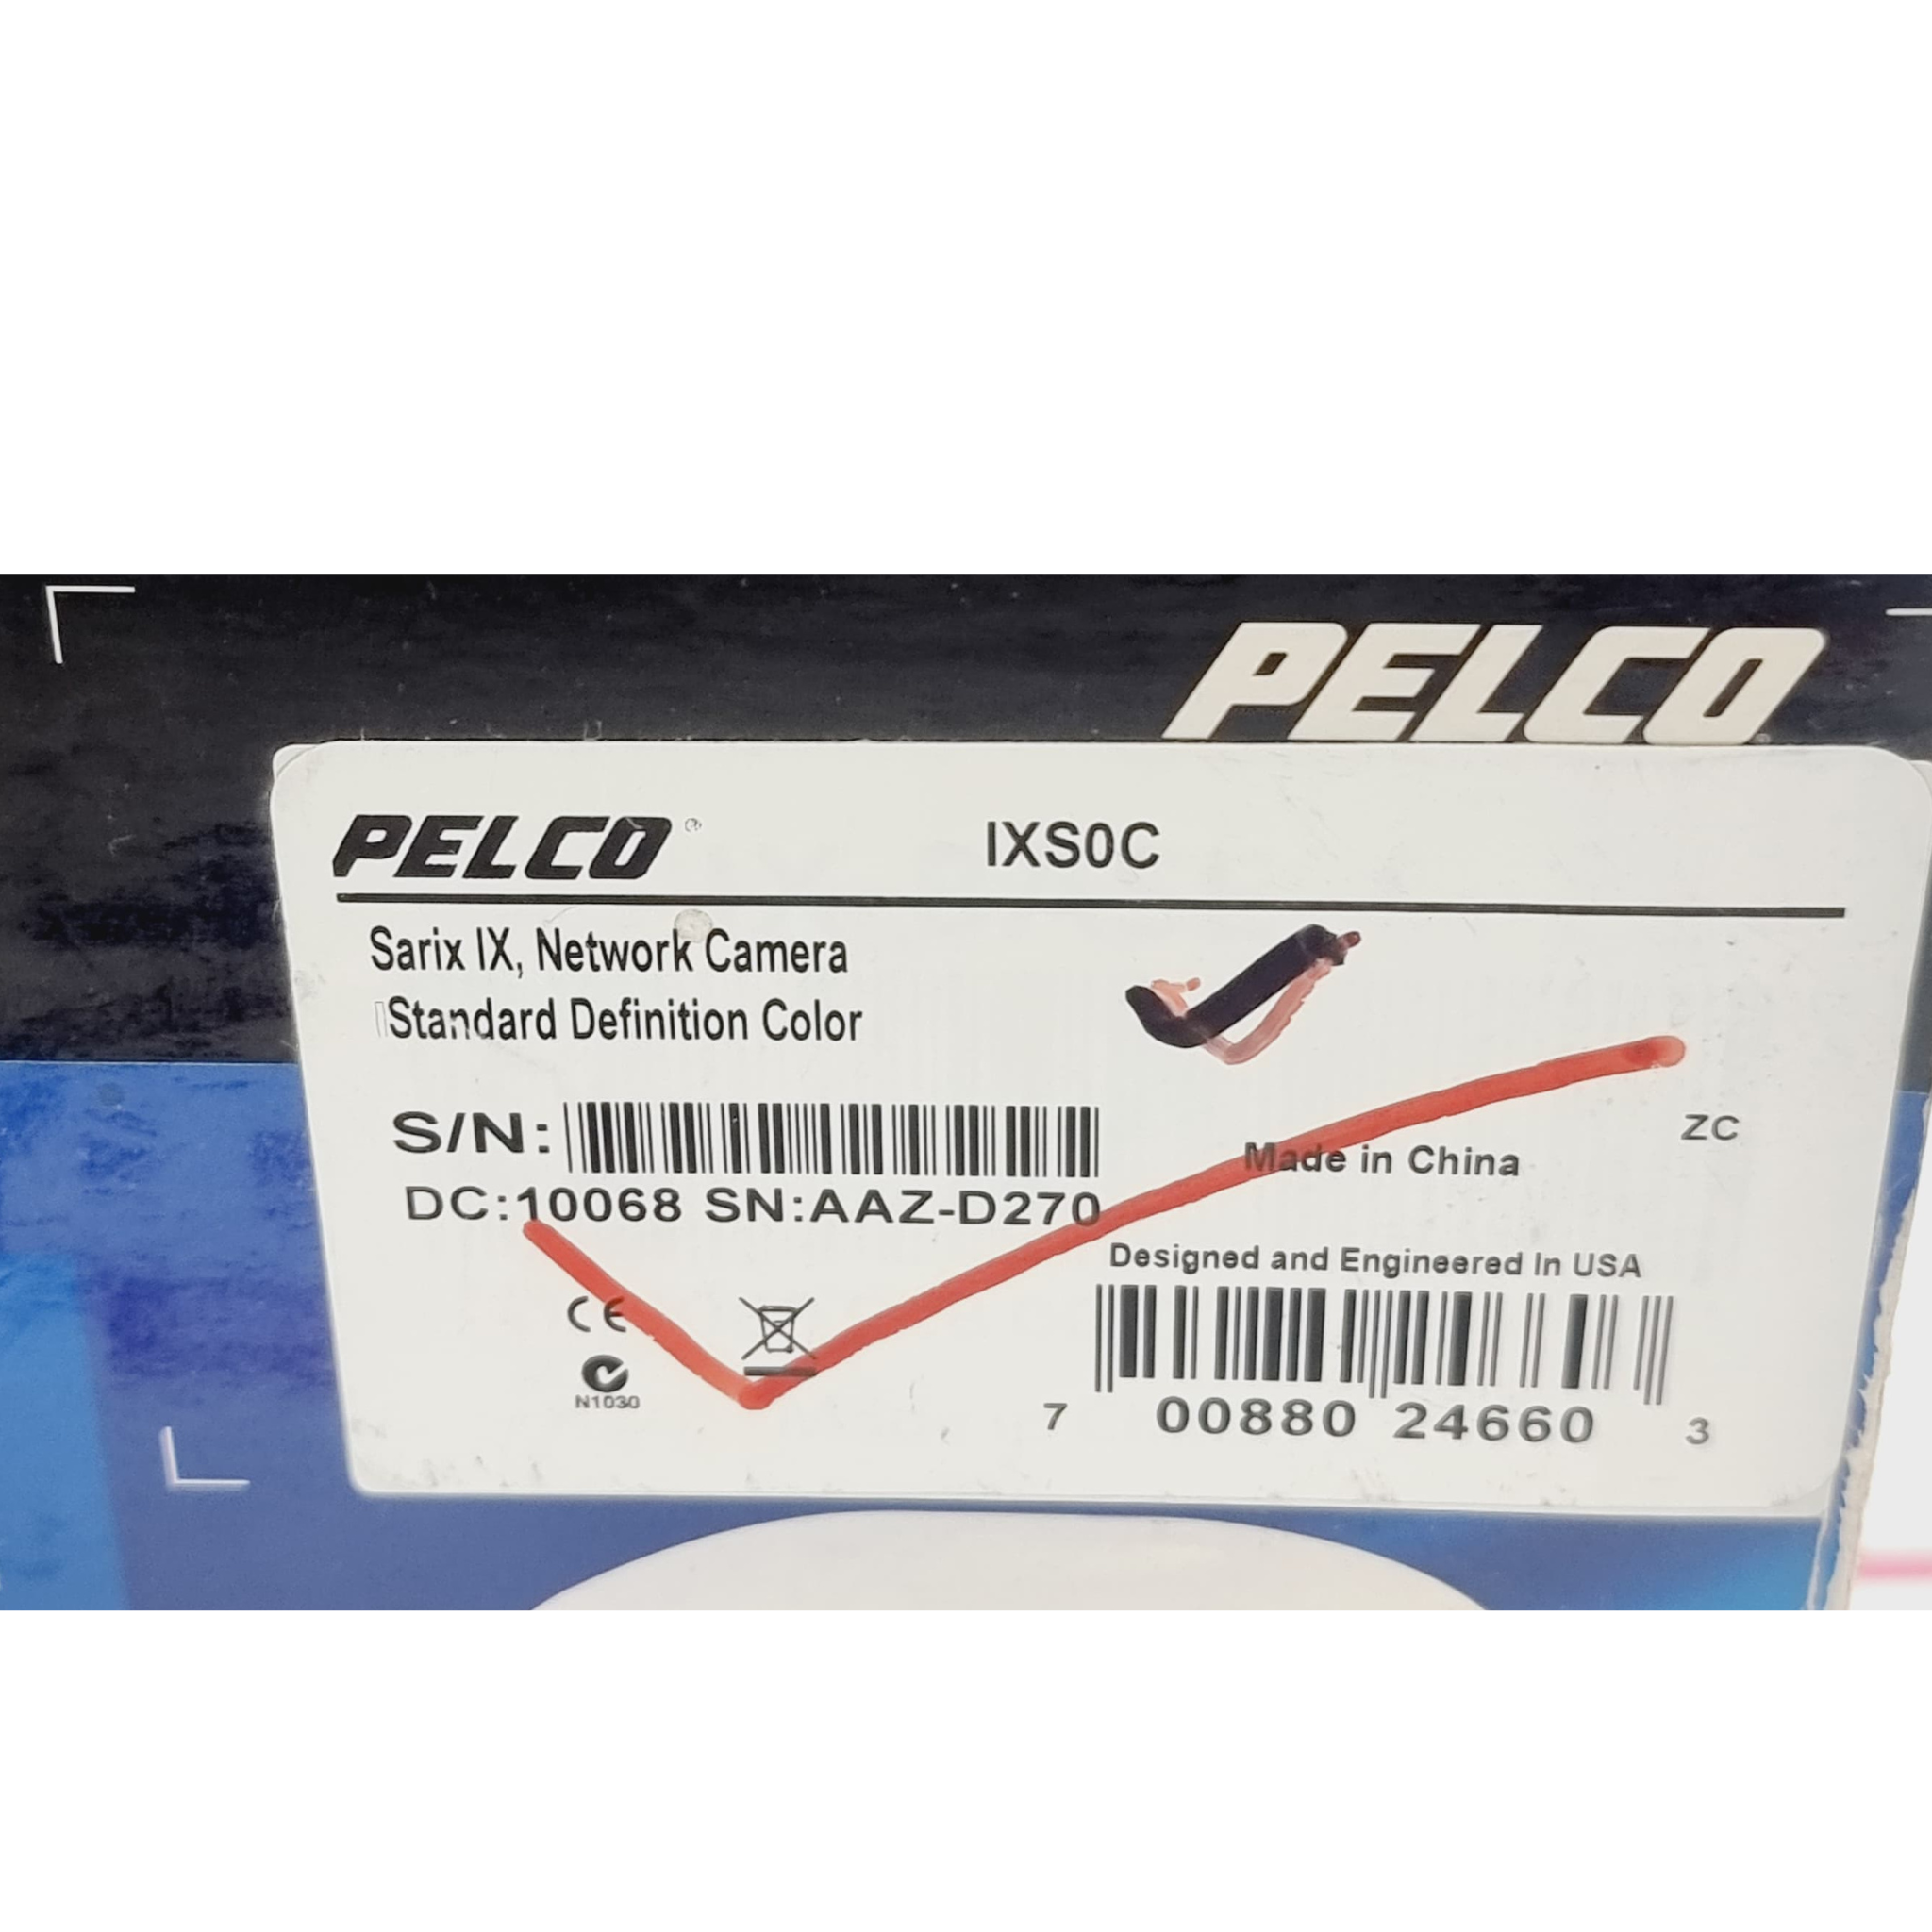 PELCO
PELCO® IXS0C
Sarix IX, Network Camera
Standard Definition Color
S/N:
DC:10068 SN:AAZ-D270
ZC
Made in China
Designed and Engineered In USA
CE
N1030
7 00880 24660 3